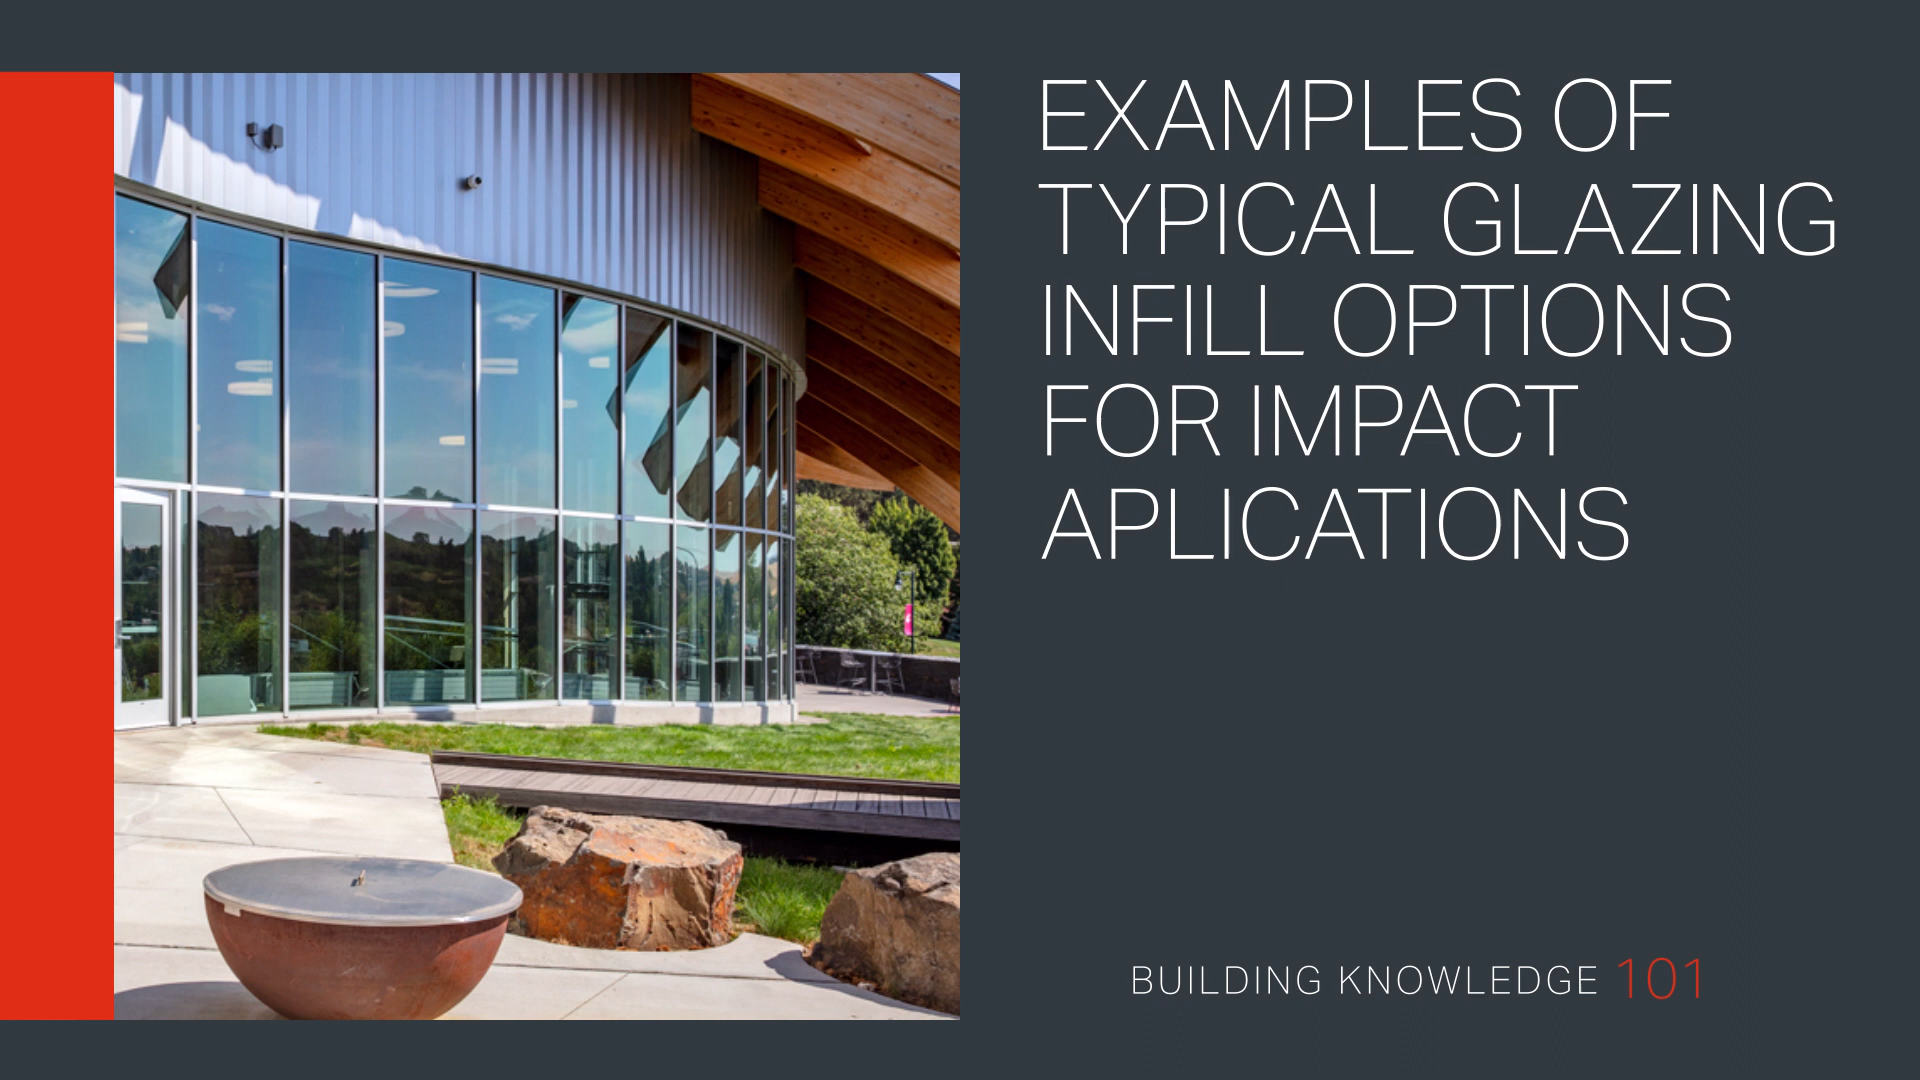 EXAMPLES OF
TYPICAL GLAZING
INFILL OPTIONS
FOR IMPACT
APLICATIONS
BUILDING KNOWLEDGE 101